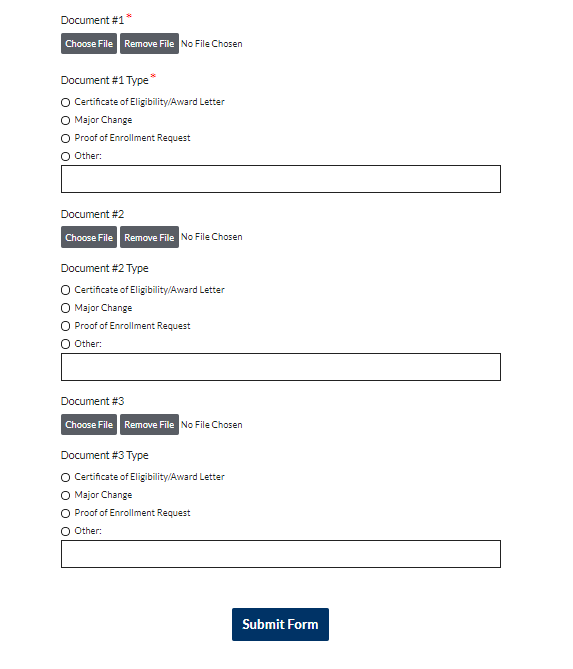 Document #1*
Choose File Remove File No File Chosen
Document #1 Type*
Certificate of Eligibility/Award Letter
Major Change
Proof of Enrollment Request
Other:
Document #2
Choose File Remove File No File Chosen
Document #2 Type
Certificate of Eligibility/Award Letter
Major Change
Proof of Enrollment Request
Other:
Document #3
Choose File Remove File No File Chosen
Document #3 Type
Certificate of Eligibility/Award Letter
Major Change
Proof of Enrollment Request
Other:
Submit Form